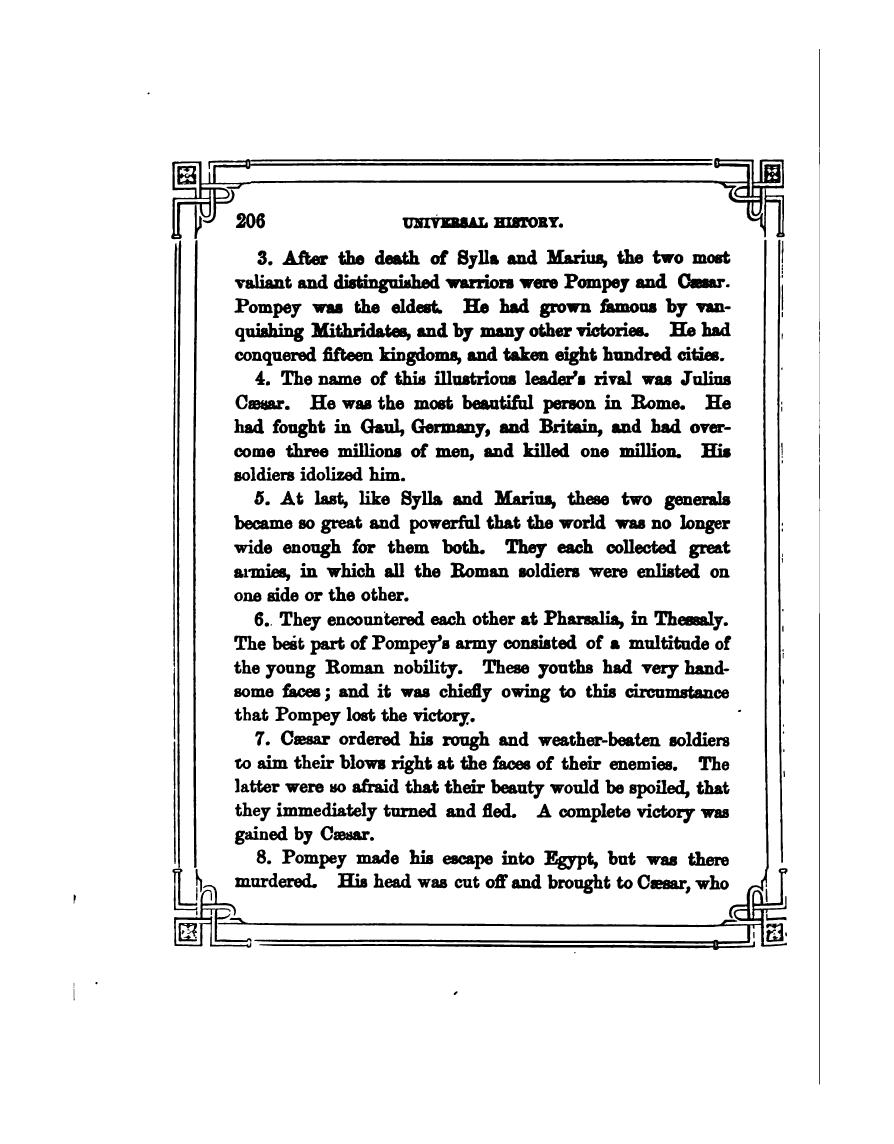 206 UNIVERSAL HISTORY.
3. After the death of Sylla and Marius, the two most
valiant and distinguished warriors were Pompey and Cæsar.
Pompey was the eldest. He had grown famous by van-
quishing Mithridates, and by many other victories. He had
conquered fifteen kingdoms, and taken eight hundred cities.
4. The name of this illustrious leader's rival was Julius
Cæsar. He was the most beautiful person in Rome. He
had fought in Gaul, Germany, and Britain, and had over-
come three millions of men, and killed one million. His
soldiers idolized him.
5. At last, like Sylla and Marius, these two generals
became so great and powerful that the world was no longer
wide enough for them both. They each collected great
armies, in which all the Roman soldiers were enlisted on
one side or the other.
6. They encountered each other at Pharsalia, in Thessaly.
The best part of Pompey's army consisted of a multitude of
the young Roman nobility. These youths had very hand-
some faces; and it was chiefly owing to this circumstance
that Pompey lost the victory.
7. Cæsar ordered his rough and weather-beaten soldiers
to aim their blows right at the faces of their enemies. The
latter were so afraid that their beauty would be spoiled, that
they immediately turned and fled. A complete victory was
gained by Cæsar.
8. Pompey made his escape into Egypt, but was there
murdered. His head was cut off and brought to Cæsar, who